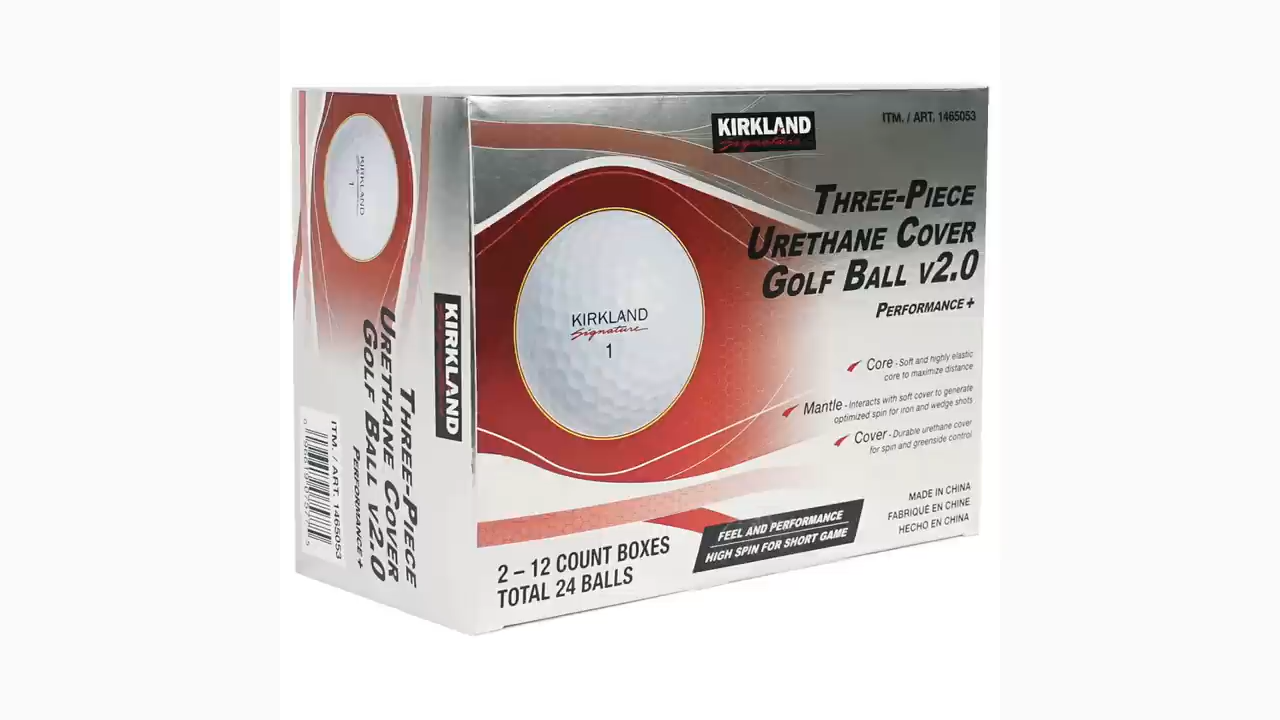 KIRKLAND
Signature
ITM. / ART. 1465053
THREE-PIECE
URETHANE COVER
GOLF BALL V2.0
PERFORMANCE+
KIRKLAND
Signature
1
Core - Soft and highly elastic
core to maximize distance
Mantle - Interacts with soft cover to generate
optimized spin for iron and wedge shots
Cover - Durable urethane cover
for spin and greenside control
MADE IN CHINA
FABRIQUÉ EN CHINE
HECHO EN CHINA
FEEL AND PERFORMANCE
HIGH SPIN FOR SHORT GAME
2 – 12 COUNT BOXES
TOTAL 24 BALLS
KIRKLAND
1
KIRKLAND
THREE-PIECE
URETHANE COVER
GOLF BALL V2.0
PERFORMANCE+
ITM. / ART. 1465053